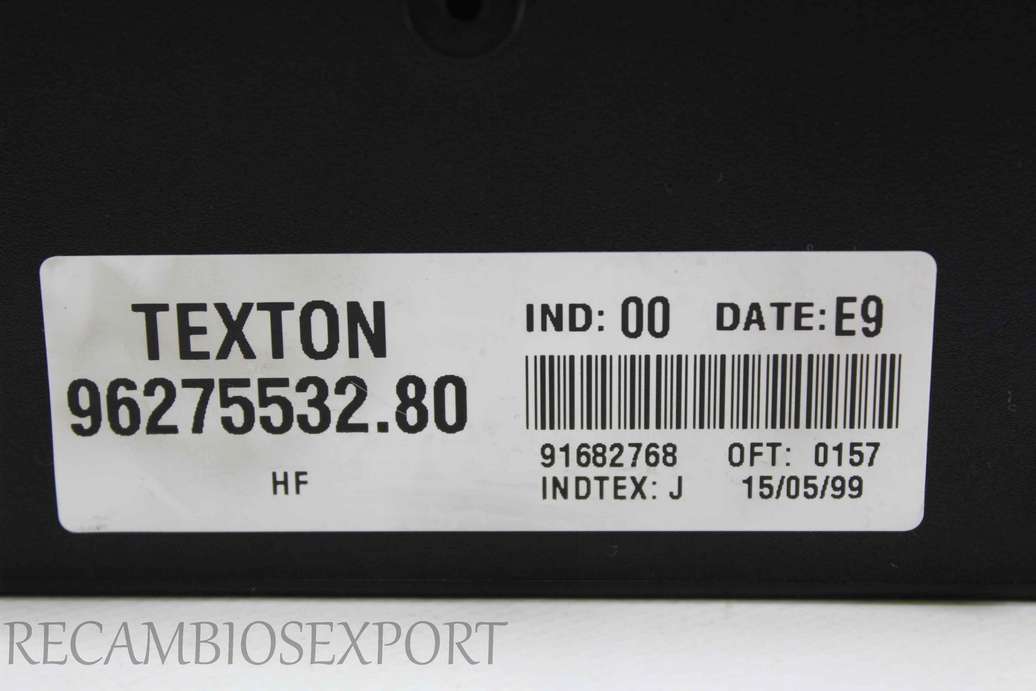 TEXTON
96275532.80
HF
IND: 00 DATE: E9
91682768 OFT: 0157
INDTEX: J 15/05/99
RECAMBIOSEXPORT